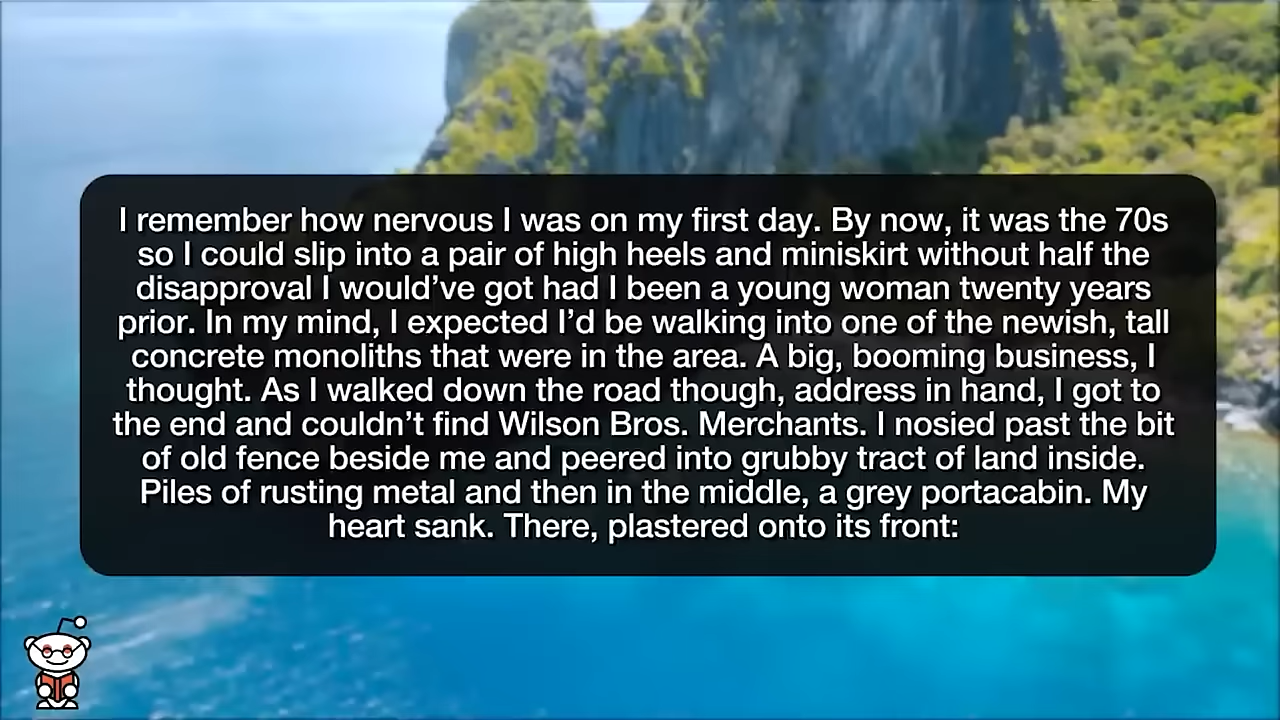 I remember how nervous I was on my first day. By now, it was the 70s
so I could slip into a pair of high heels and miniskirt without half the
disapproval I would’ve got had I been a young woman twenty years
prior. In my mind, I expected I’d be walking into one of the newish, tall
concrete monoliths that were in the area. A big, booming business, I
thought. As I walked down the road though, address in hand, I got to
the end and couldn’t find Wilson Bros. Merchants. I nosied past the bit
of old fence beside me and peered into grubby tract of land inside.
Piles of rusting metal and then in the middle, a grey portacabin. My
heart sank. There, plastered onto its front: